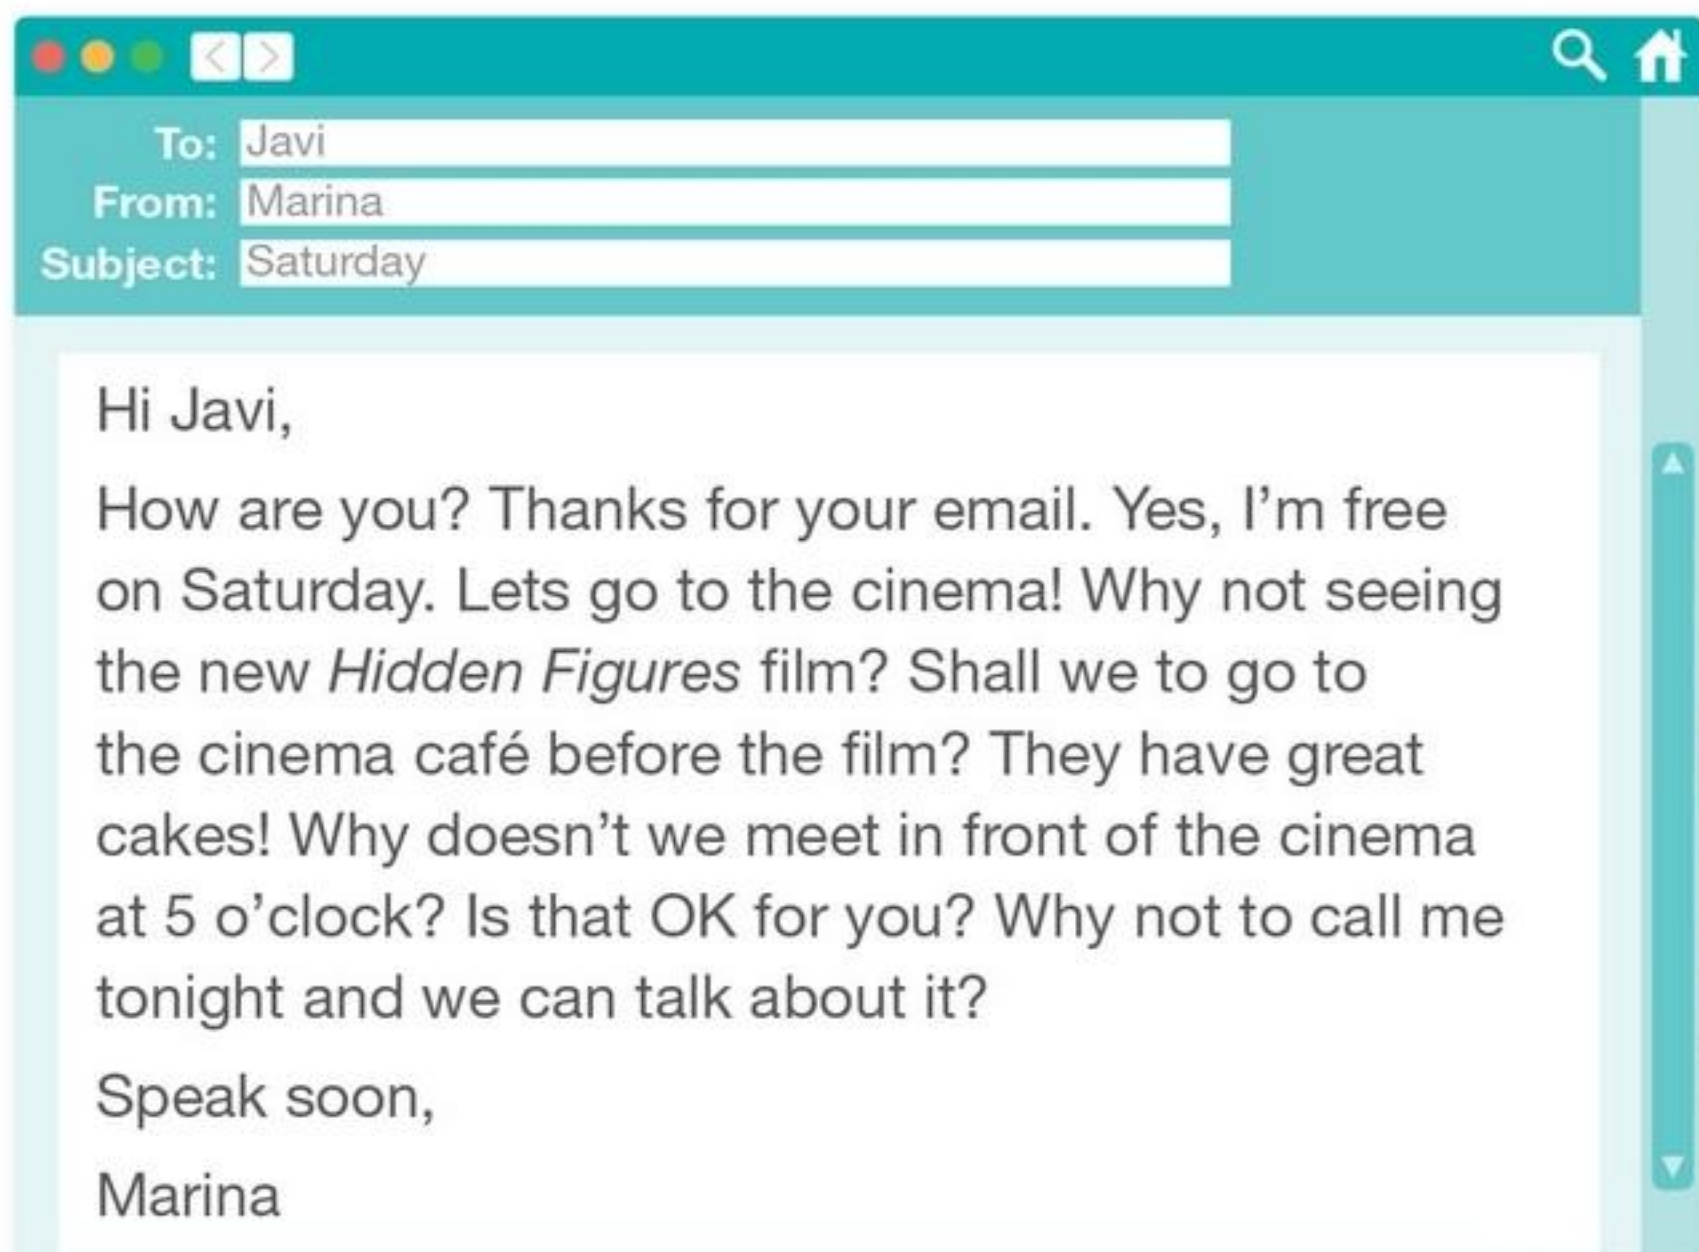 To: Javi
From: Marina
Subject: Saturday
Hi Javi,
How are you? Thanks for your email. Yes, I’m free
on Saturday. Lets go to the cinema! Why not seeing
the new Hidden Figures film? Shall we to go to
the cinema café before the film? They have great
cakes! Why doesn’t we meet in front of the cinema
at 5 o’clock? Is that OK for you? Why not to call me
tonight and we can talk about it?
Speak soon,
Marina